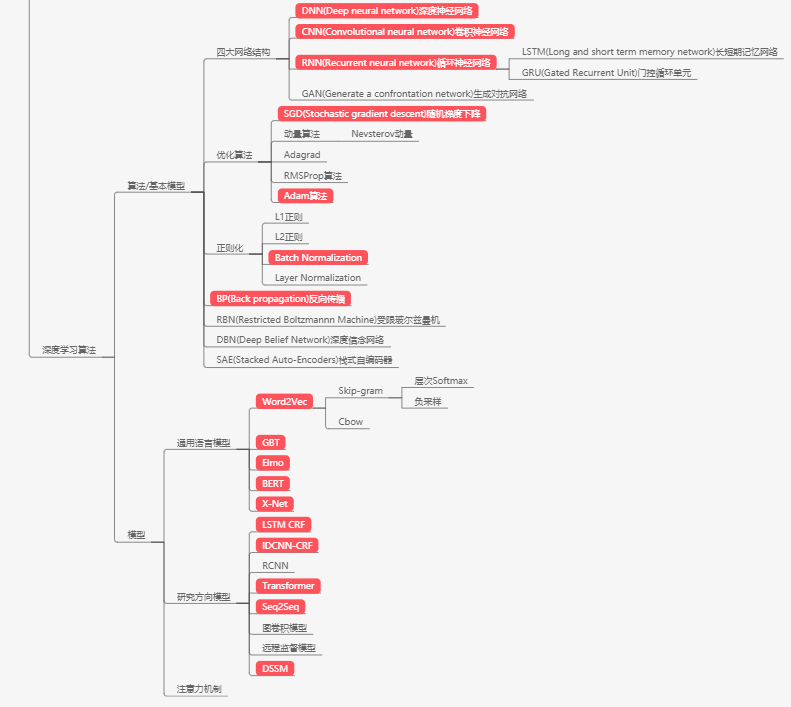 DNN(Deep neural network)深度神经网络
四大网络结构
CNN(Convolutional neural network)卷积神经网络
RNN(Recurrent neural network)循环神经网络
LSTM(Long and short term memory network)长短期记忆网络
GRU(Gated Recurrent Unit)门控循环单元
GAN(Generate a confrontation network)生成对抗网络
SGD(Stochastic gradient descent)随机梯度下降
动量算法 Nevsterov动量
优化算法
Adagrad
RMSProp算法
算法/基本模型
Adam算法
L1正则
L2正则
正则化
Batch Normalization
Layer Normalization
BP(Back propagation)反向传播
RBN(Restricted Boltzmannn Machine)受限玻尔兹曼机
DBN(Deep Belief Network)深度信念网络
深度学习算法
SAE(Stacked Auto-Encoders)栈式自编码器
层次Softmax
Skip-gram
Word2Vec
负采样
Cbow
通用语言模型
GBT
Elmo
BERT
X-Net
LSTM CRF
模型
IDCNN-CRF
RCNN
Transformer
研究方向模型
Seq2Seq
图卷积模型
远程监督模型
DSSM
注意力机制